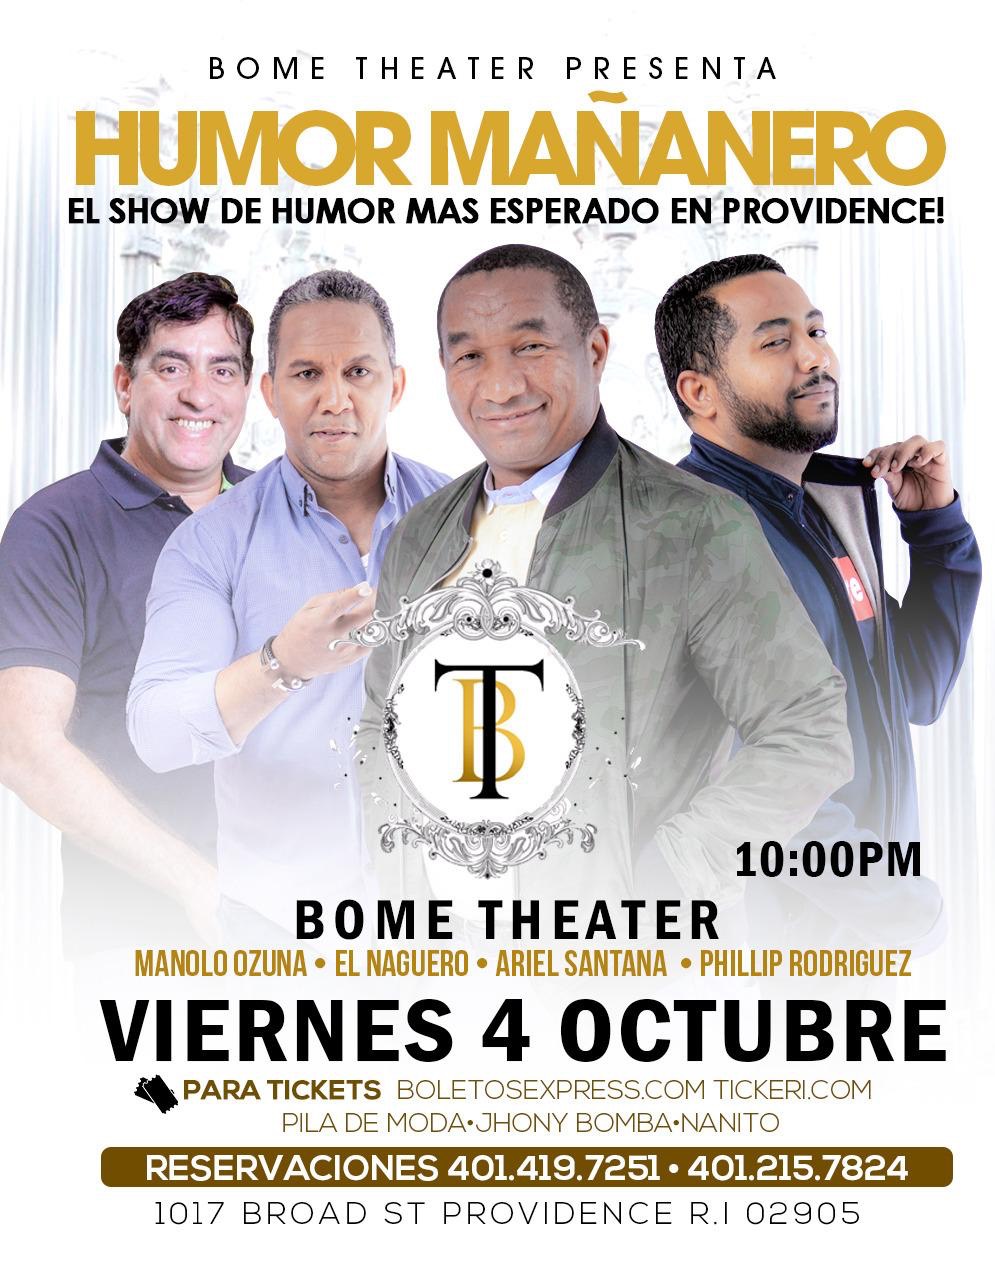 BOME THEATER PRESENTA
HUMOR MAÑANERO
EL SHOW DE HUMOR MAS ESPERADO EN PROVIDENCE!
e
TB
10:00PM
BOME THEATER
MANOLO OZUNA • EL NAGUERO • ARIEL SANTANA • PHILLIP RODRIGUEZ
VIERNES 4 OCTUBRE
PARA TICKETS BOLETOSEXPRESS.COM TICKERI.COM
PILA DE MODA•JHONY BOMBA•NANITO
RESERVACIONES 401.419.7251 • 401.215.7824
1017 BROAD ST PROVIDENCE R.I 02905